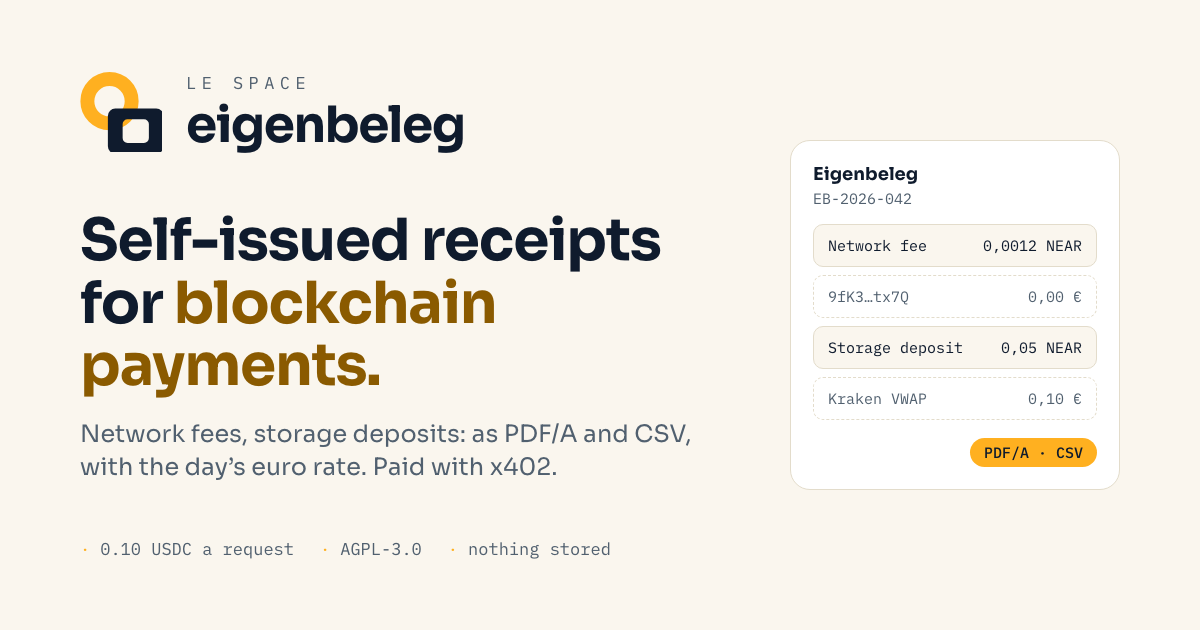 LE SPACE
eigenbeleg
Self-issued receipts
for blockchain
payments.
Network fees, storage deposits: as PDF/A and CSV,
with the day’s euro rate. Paid with x402.
· 0.10 USDC a request · AGPL-3.0 · nothing stored
Eigenbeleg
EB-2026-042
Network fee 0,0012 NEAR
9fK3…tx7Q 0,00 €
Storage deposit 0,05 NEAR
Kraken VWAP 0,10 €
PDF/A · CSV